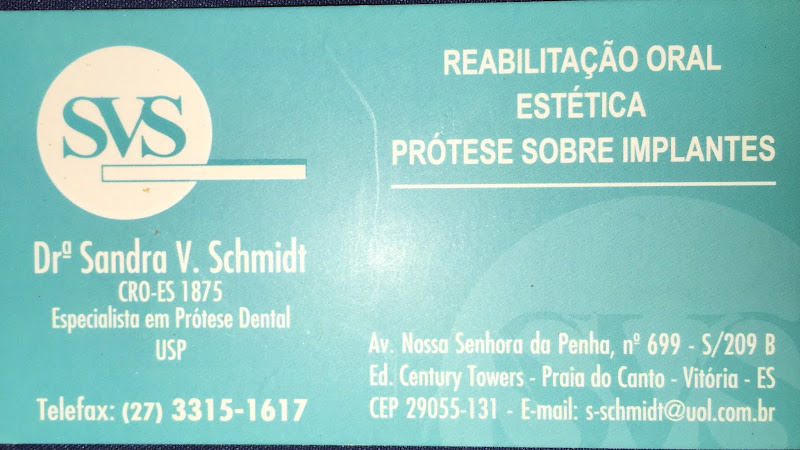 SVS
Drª Sandra V. Schmidt
CRO-ES 1875
Especialista em Prótese Dental
USP
Telefax: (27) 3315-1617
REABILITAÇÃO ORAL
ESTÉTICA
PRÓTESE SOBRE IMPLANTES
Av. Nossa Senhora da Penha, nº 699 - S/209 B
Ed. Century Towers - Praia do Canto - Vitória - ES
CEP 29055-131 - E-mail: s-schmidt@uol.com.br
SVS